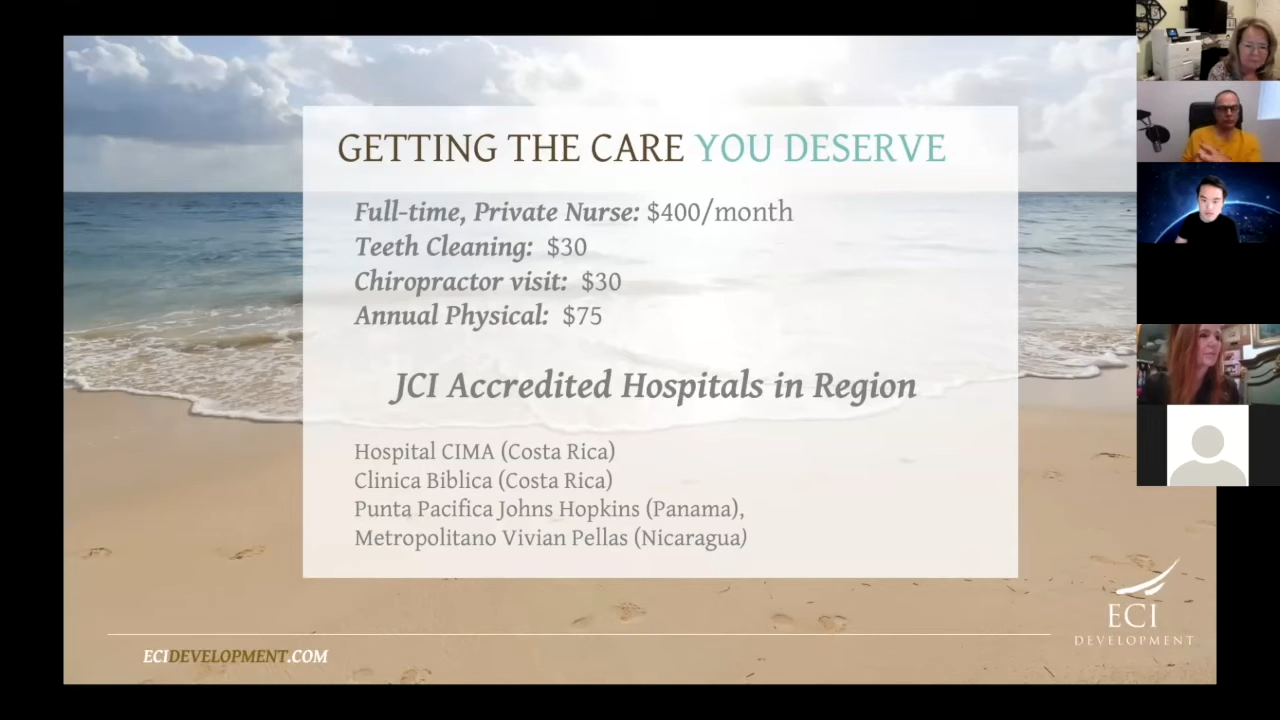 GETTING THE CARE YOU DESERVE
Full-time, Private Nurse: $400/month
Teeth Cleaning: $30
Chiropractor visit: $30
Annual Physical: $75
JCI Accredited Hospitals in Region
Hospital CIMA (Costa Rica)
Clinica Biblica (Costa Rica)
Punta Pacifica Johns Hopkins (Panama),
Metropolitano Vivian Pellas (Nicaragua)
ECIDEVELOPMENT.COM
ECI
DEVELOPMENT